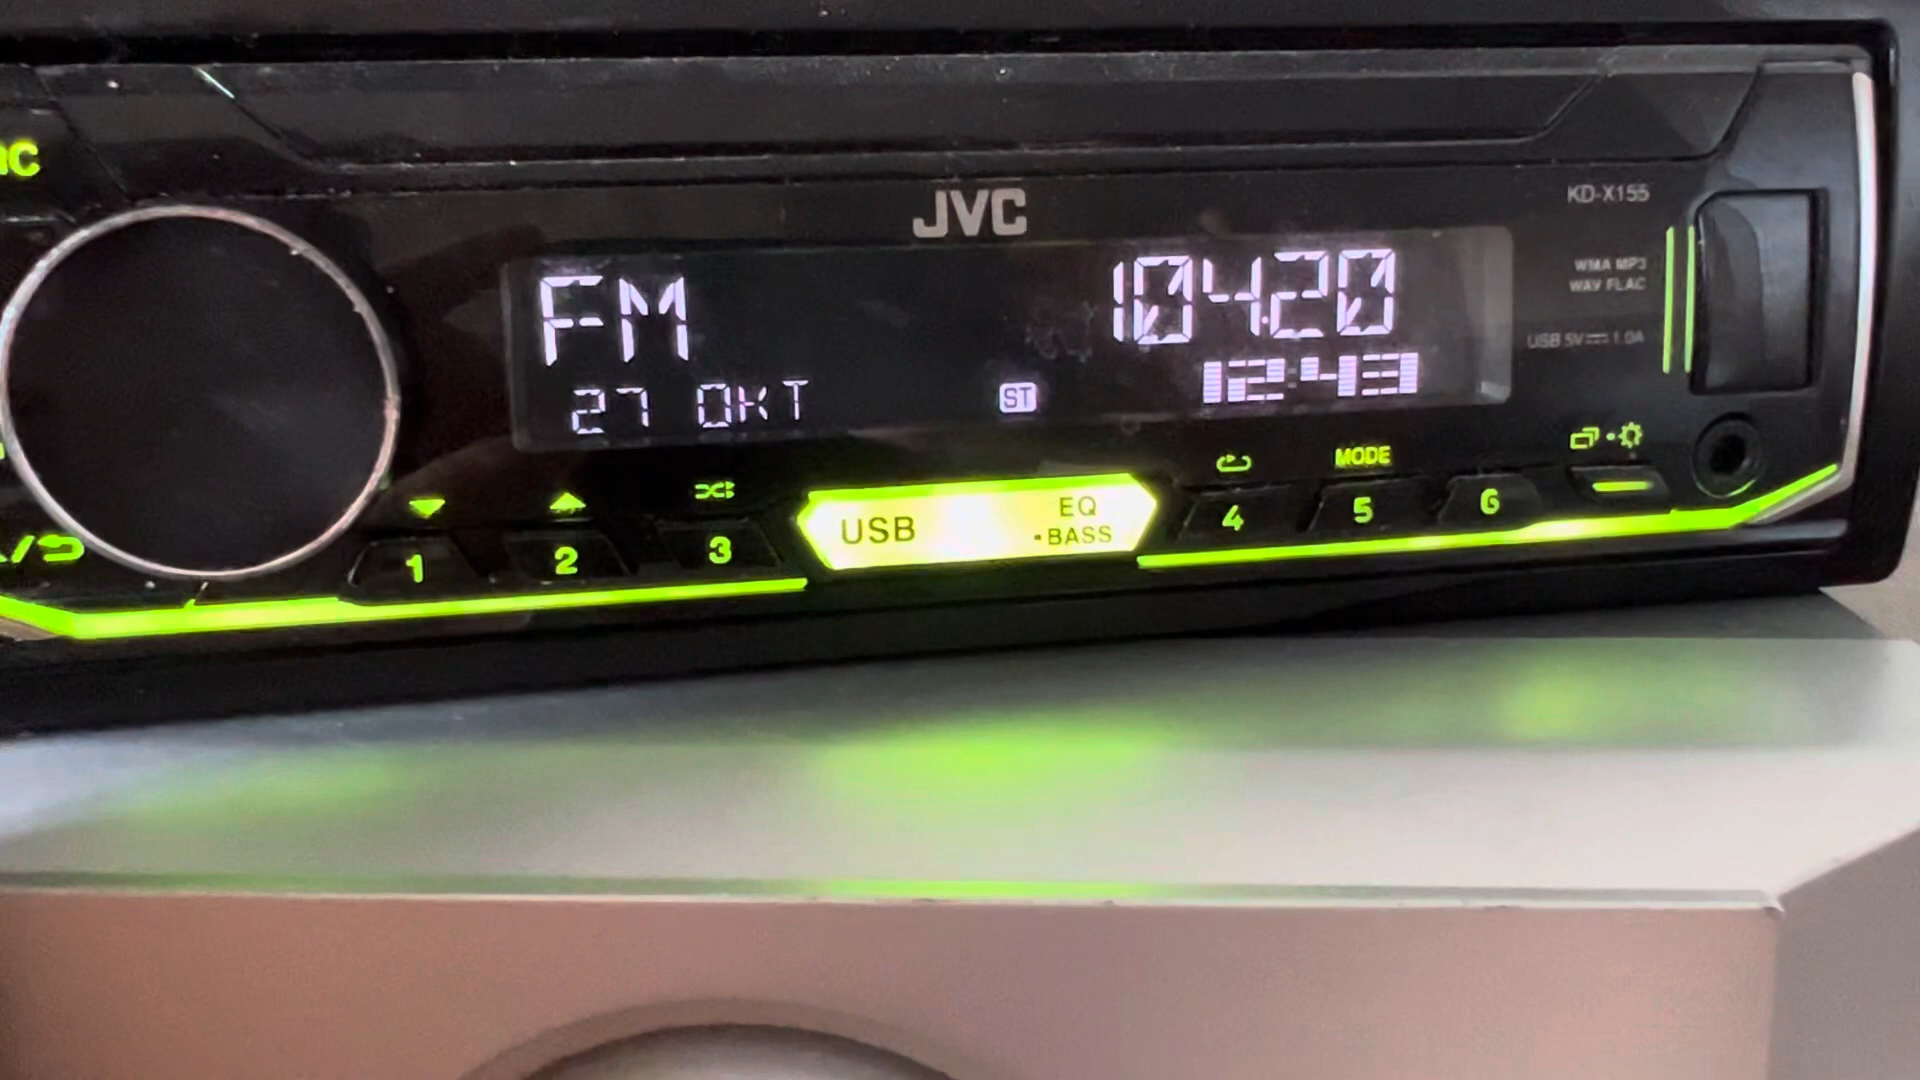 JVC
KD-X155
FM 104.20
27 OKT ST 12:43
WMA MP3
WAV FLAC
USB 5V 1.0A
MODE
1 2 3
USB
EQ
•BASS
4 5 6